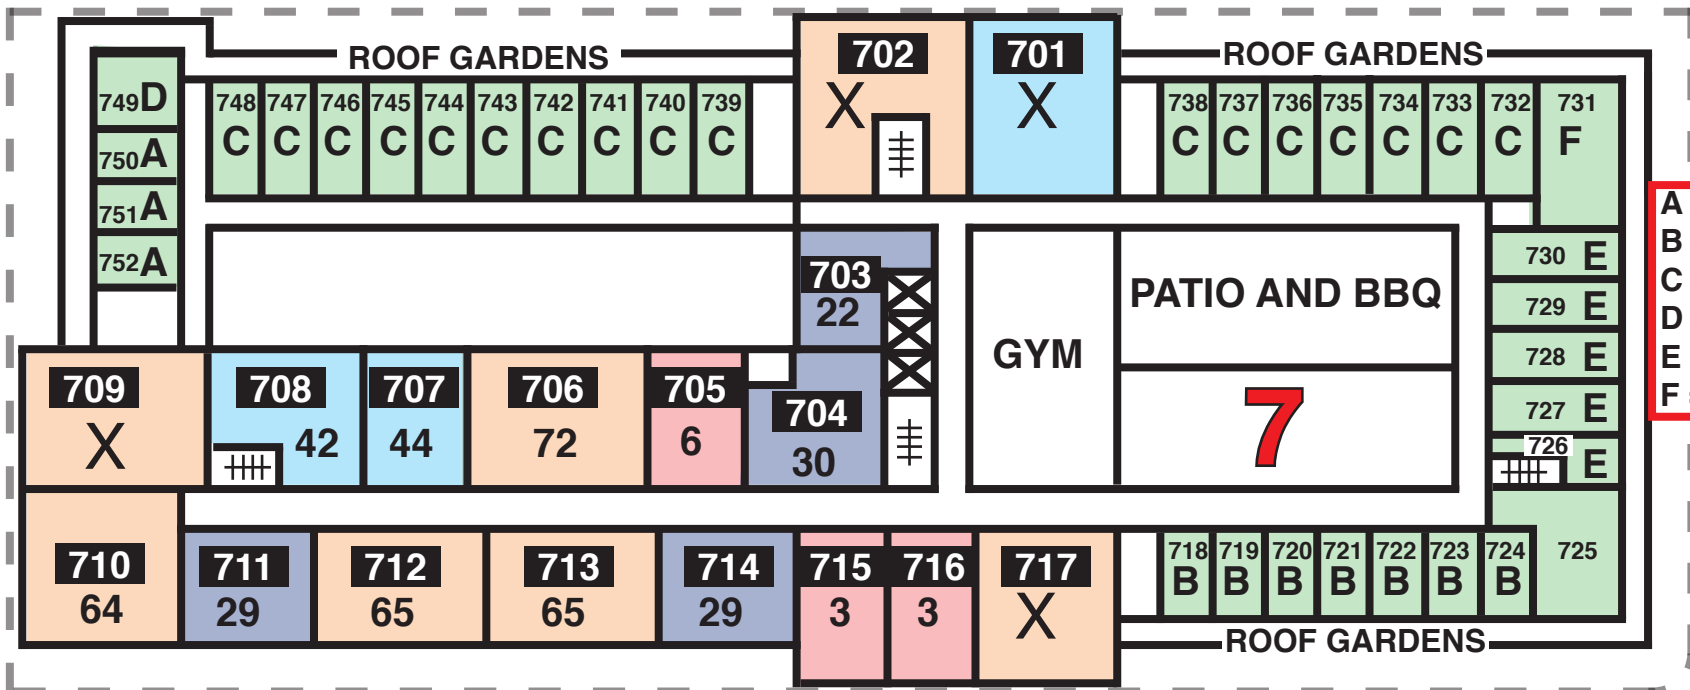 ROOF GARDENS
702
X
701
X
ROOF GARDENS
749 D
750 A
751 A
752 A
748 747 746 745 744 743 742 741 740 739
C C C C C C C C C C
738 737 736 735 734 733 732 731
C C C C C C C F
A
B
C
D
E
F
703
22
GYM
PATIO AND BBQ
7
730 E
729 E
728 E
727 E
726 E
709
X
708
42
707
44
706
72
705
6
704
30
710
64
711
29
712
65
713
65
714
29
715
3
716
3
717
X
718 719 720 721 722 723 724 725
B B B B B B B
ROOF GARDENS